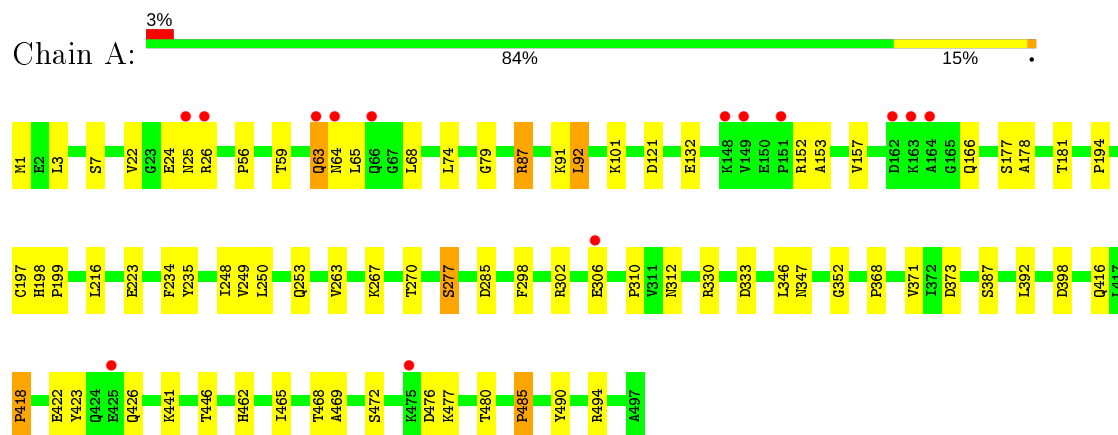 3%
Chain A:
84% 15% •
M1 E2 L3 S7 V22 G23 E24 N25 R26 P56 T59 Q63 N64 L65 Q66 G67 L68 L74 G79 R87 K91 L92 K101 D121 E132 K148 V149 E150 P151 R152 A153 V157 D162 K163 A164 G165 Q166 S177 A178 T181 P194
C197 H198 P199 L216 E223 F234 Y235 I248 V249 L250 Q253 V263 K267 T270 S277 D285 F298 R302 E306 P310 V311 N312 R330 D333 L346 N347 G352 P368 V371 I372 D373 S387 L392 D398 Q416 I417
P418 E422 Y423 Q424 E425 Q426 K441 T446 H462 I465 T468 A469 S472 K475 D476 K477 T480 P485 Y490 R494 A497